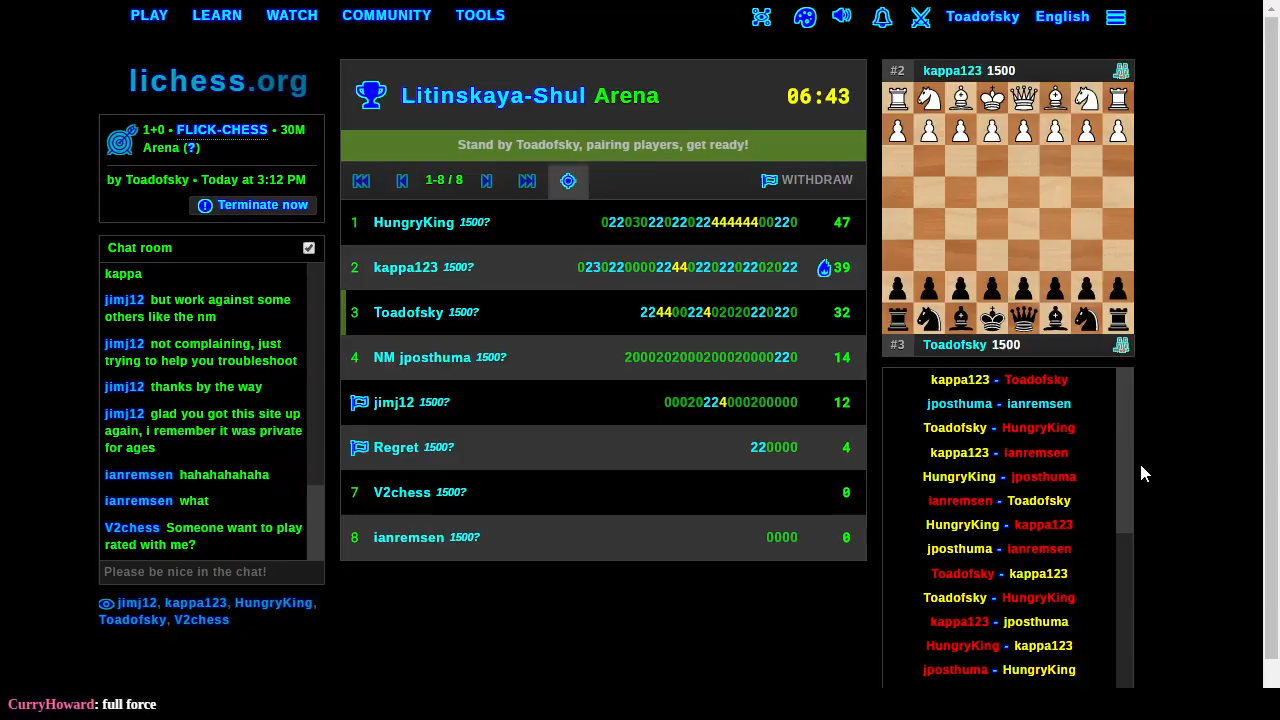 PLAY LEARN WATCH COMMUNITY TOOLS
Toadofsky English
lichess.org
1+0 • FLICK-CHESS • 30M
Arena (?)
by Toadofsky • Today at 3:12 PM
Terminate now
Chat room
kappa
jimj12 but work against some
others like the nm
jimj12 not complaining, just
trying to help you troubleshoot
jimj12 thanks by the way
jimj12 glad you got this site up
again, i remember it was private
for ages
ianremsen hahahahahaha
ianremsen what
V2chess Someone want to play
rated with me?
Please be nice in the chat!
jimj12, kappa123, HungryKing,
Toadofsky, V2chess
Litinskaya-Shul Arena 06:43
Stand by Toadofsky, pairing players, get ready!
1-8 / 8 WITHDRAW
1 HungryKing 1500? 0220302202202244444400220 47
2 kappa123 1500? 0230220000224402202202202022 39
3 Toadofsky 1500? 22440022402020220220 32
4 NM jposthuma 1500? 2000202000200020000220 14
jimj12 1500? 00020224000200000 12
Regret 1500? 220000 4
7 V2chess 1500? 0
8 ianremsen 1500? 0000 0
#2 kappa123 1500
#3 Toadofsky 1500
kappa123 - Toadofsky
jposthuma - ianremsen
Toadofsky - HungryKing
kappa123 - ianremsen
HungryKing - jposthuma
ianremsen - Toadofsky
HungryKing - kappa123
jposthuma - ianremsen
Toadofsky - kappa123
Toadofsky - HungryKing
kappa123 - jposthuma
HungryKing - kappa123
jposthuma - HungryKing
CurryHoward: full force